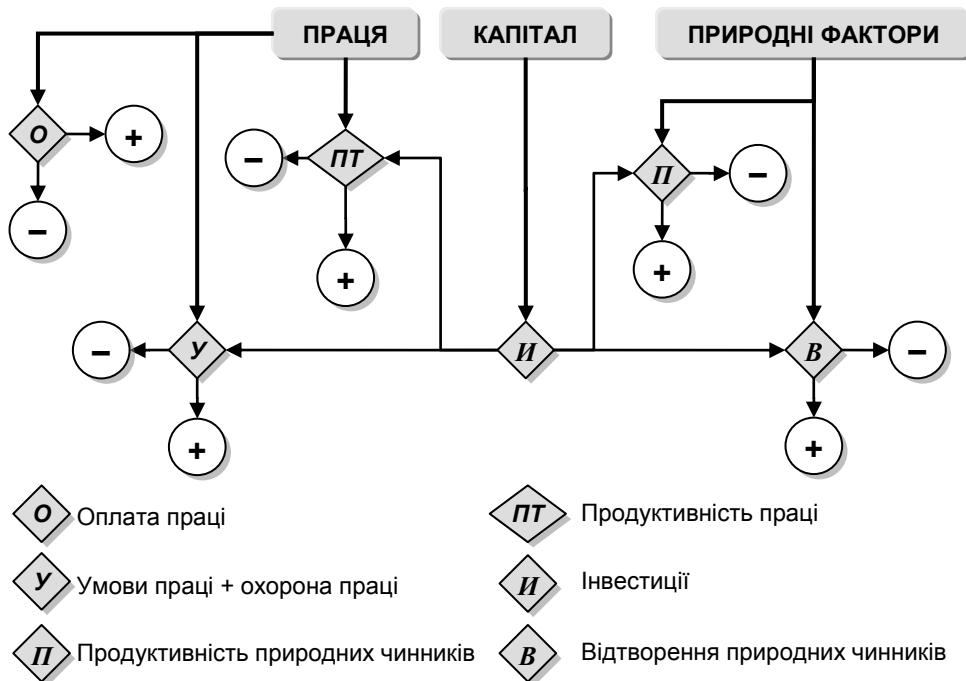 ПРАЦЯ КАПІТАЛ ПРИРОДНІ ФАКТОРИ
О + – ПТ П –
–
+ +
– У И В –
+ +
О Оплата праці ПТ Продуктивність праці
У Умови праці + охорона праці И Інвестиції
П Продуктивність природних чинників В Відтворення природних чинників